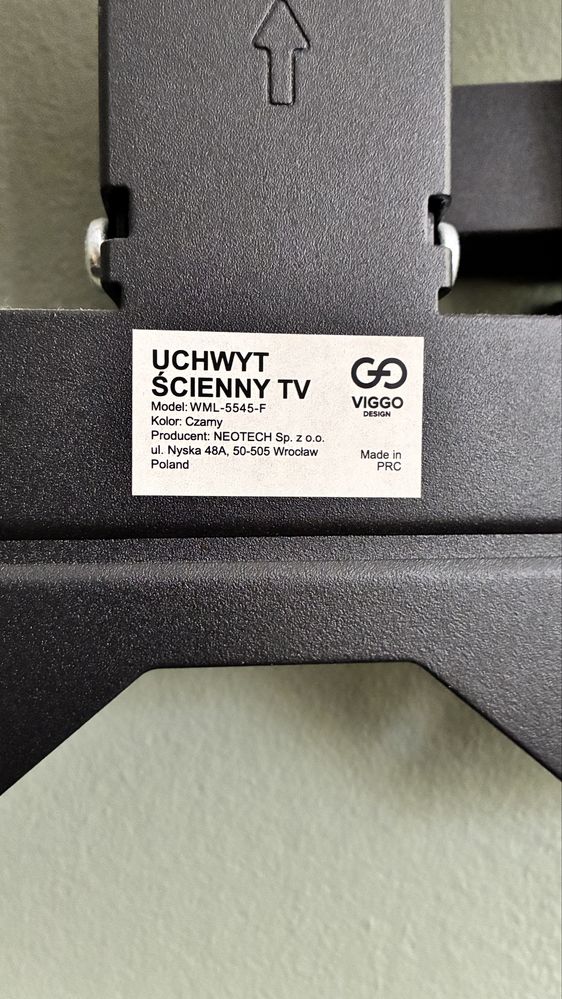 UCHWYT
ŚCIENNY TV
Model: WML-5545-F
Kolor: Czarny
Producent: NEOTECH Sp. z o.o.
ul. Nyska 48A, 50-505 Wrocław
Poland
VIGGO
DESIGN
Made in
PRC